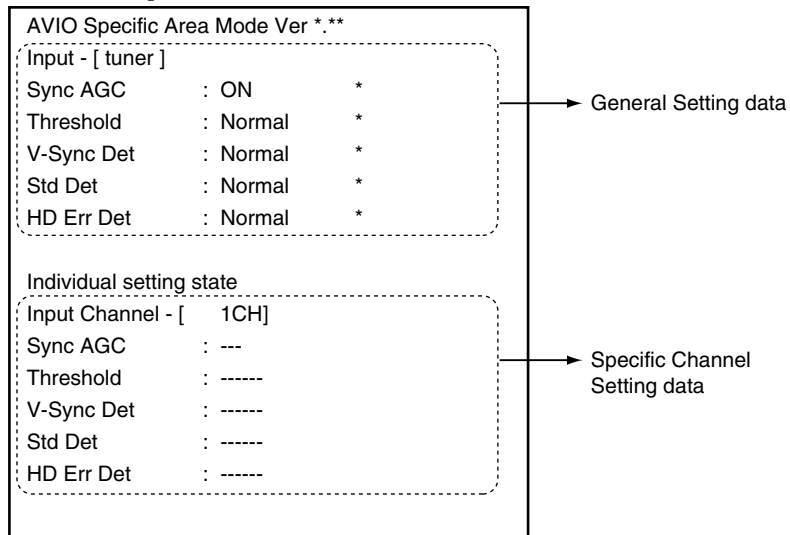 AVIO Specific Area Mode Ver *.**
Input - [ tuner ]
Sync AGC : ON *
Threshold : Normal *
V-Sync Det : Normal *
Std Det : Normal *
HD Err Det : Normal *
General Setting data
Individual setting state
Input Channel - [ 1CH]
Sync AGC : ---
Threshold : ------
V-Sync Det : ------
Std Det : ------
HD Err Det : ------
Specific Channel
Setting data